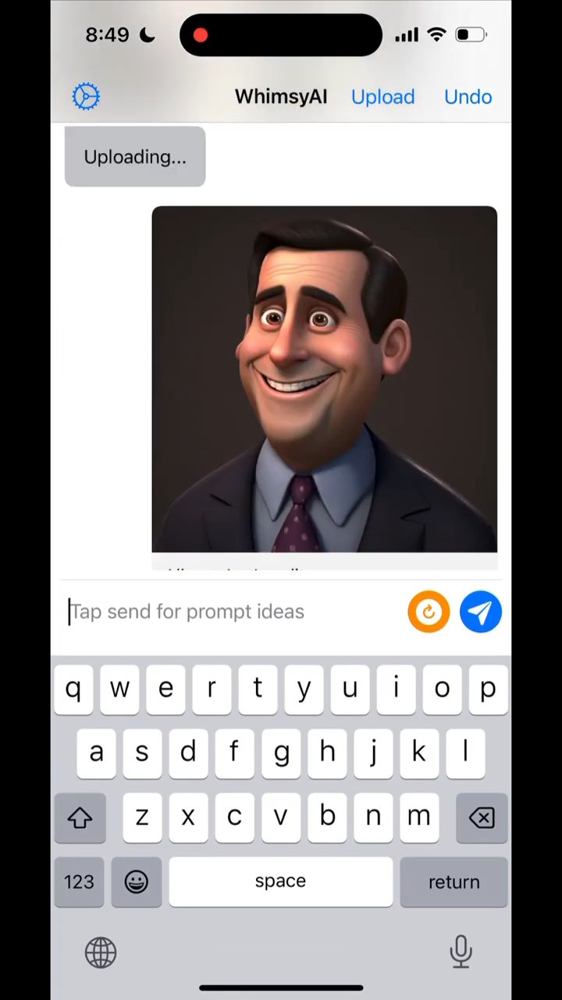 8:49
WhimsyAI Upload Undo
Uploading...
Tap send for prompt ideas
q w e r t y u i o p
a s d f g h j k l
z x c v b n m
123 space return